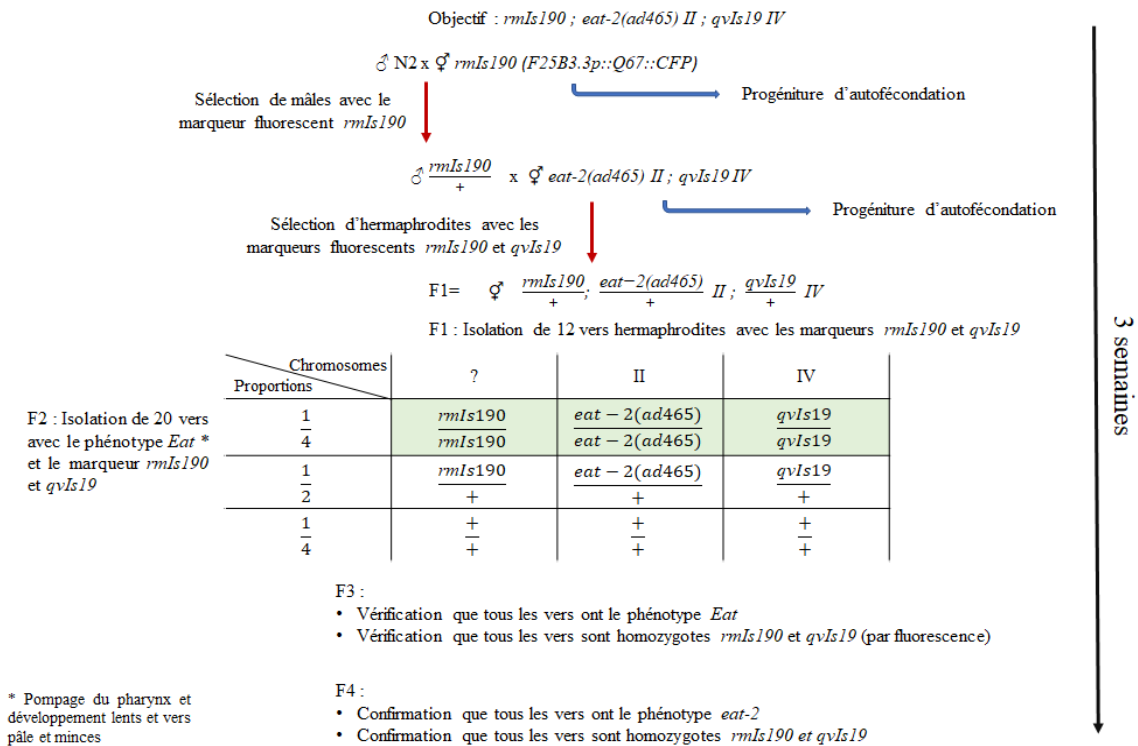 Objectif : rmIs190 ; eat-2(ad465) II ; qvIs19 IV
♂ N2 x ⚥ rmIs190 (F25B3.3p::Q67::CFP)
Sélection de mâles avec le
marqueur fluorescent rmIs190
Progéniture d'autofécondation
♂ rmIs190/+ x ⚥ eat-2(ad465) II ; qvIs19 IV
Sélection d'hermaphrodites avec les
marqueurs fluorescents rmIs190 et qvIs19
Progéniture d'autofécondation
F1= ⚥ rmIs190/+; eat−2(ad465)/+ II ; qvIs19/+ IV
F1 : Isolation de 12 vers hermaphrodites avec les marqueurs rmIs190 et qvIs19
Chromosomes
Proportions
? II IV
F2 : Isolation de 20 vers
avec le phénotype Eat *
et le marqueur rmIs190
et qvIs19
1/4 rmIs190/rmIs190 eat − 2(ad465)/eat − 2(ad465) qvIs19/qvIs19
1/2 rmIs190/+ eat − 2(ad465)/+ qvIs19/+
1/4 +/+ +/+ +/+
3 semaines
F3 :
• Vérification que tous les vers ont le phénotype Eat
• Vérification que tous les vers sont homozygotes rmIs190 et qvIs19 (par fluorescence)
F4 :
• Confirmation que tous les vers ont le phénotype eat-2
• Confirmation que tous les vers sont homozygotes rmIs190 et qvIs19
* Pompage du pharynx et
développement lents et vers
pâle et minces